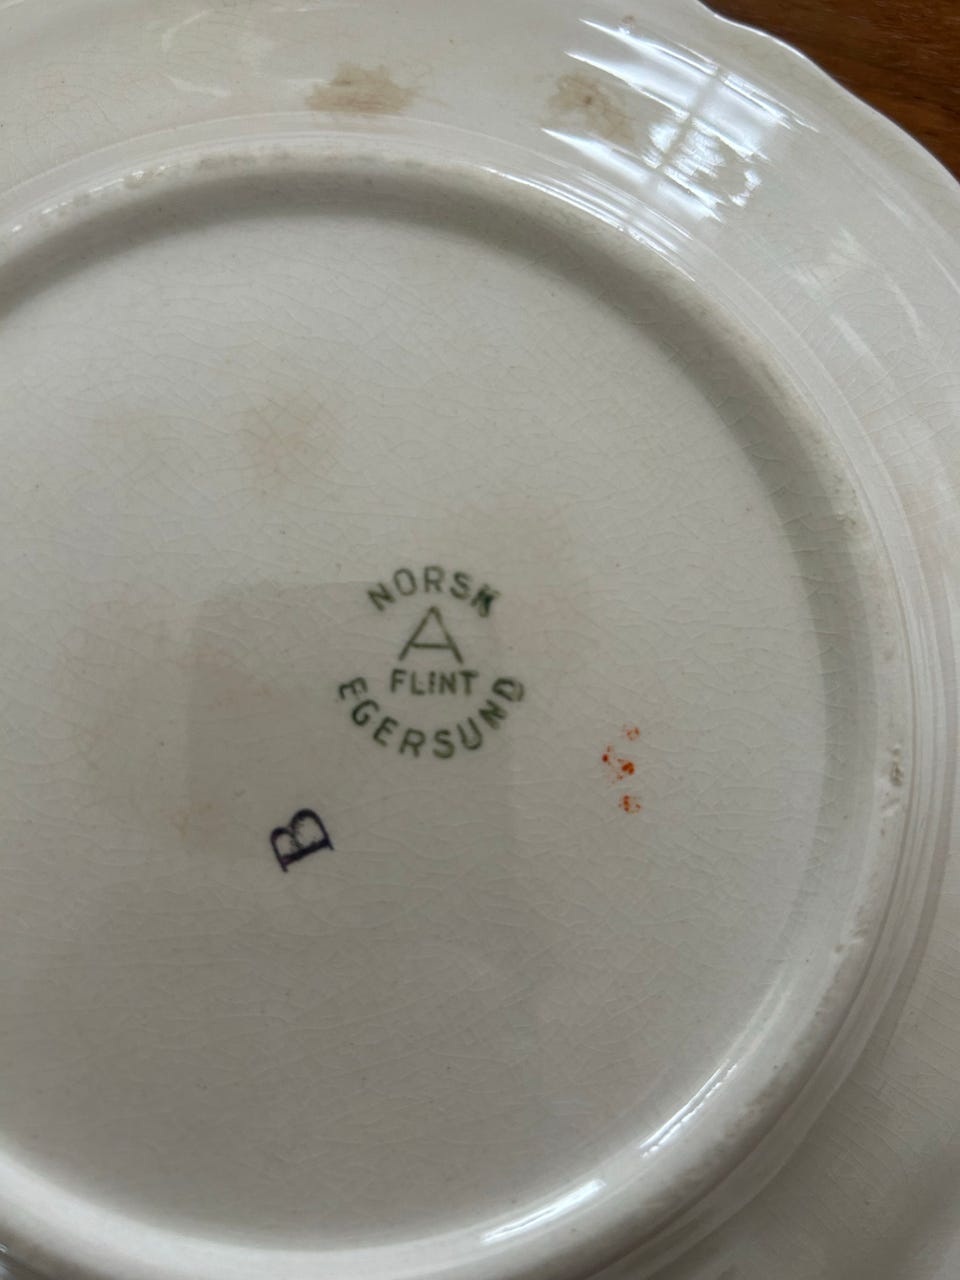 NORSK
A
FLINT
EGERSUND
B